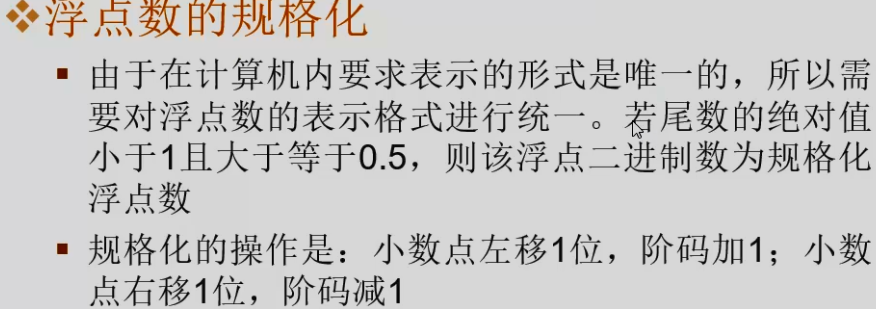 浮点数的规格化
由于在计算机内要求表示的形式是唯一的，所以需
要对浮点数的表示格式进行统一。若尾数的绝对值
小于1且大于等于0.5，则该浮点二进制数为规格化
浮点数
规格化的操作是：小数点左移1位，阶码加1；小数
点右移1位，阶码减1